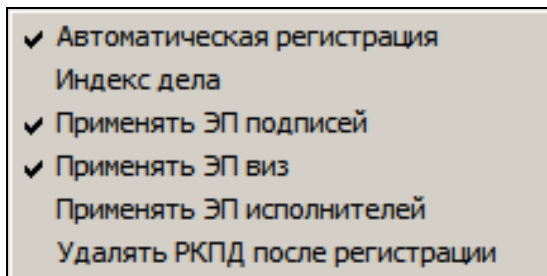 Автоматическая регистрация
Индекс дела
Применять ЭП подписей
Применять ЭП виз
Применять ЭП исполнителей
Удалять РКПД после регистрации